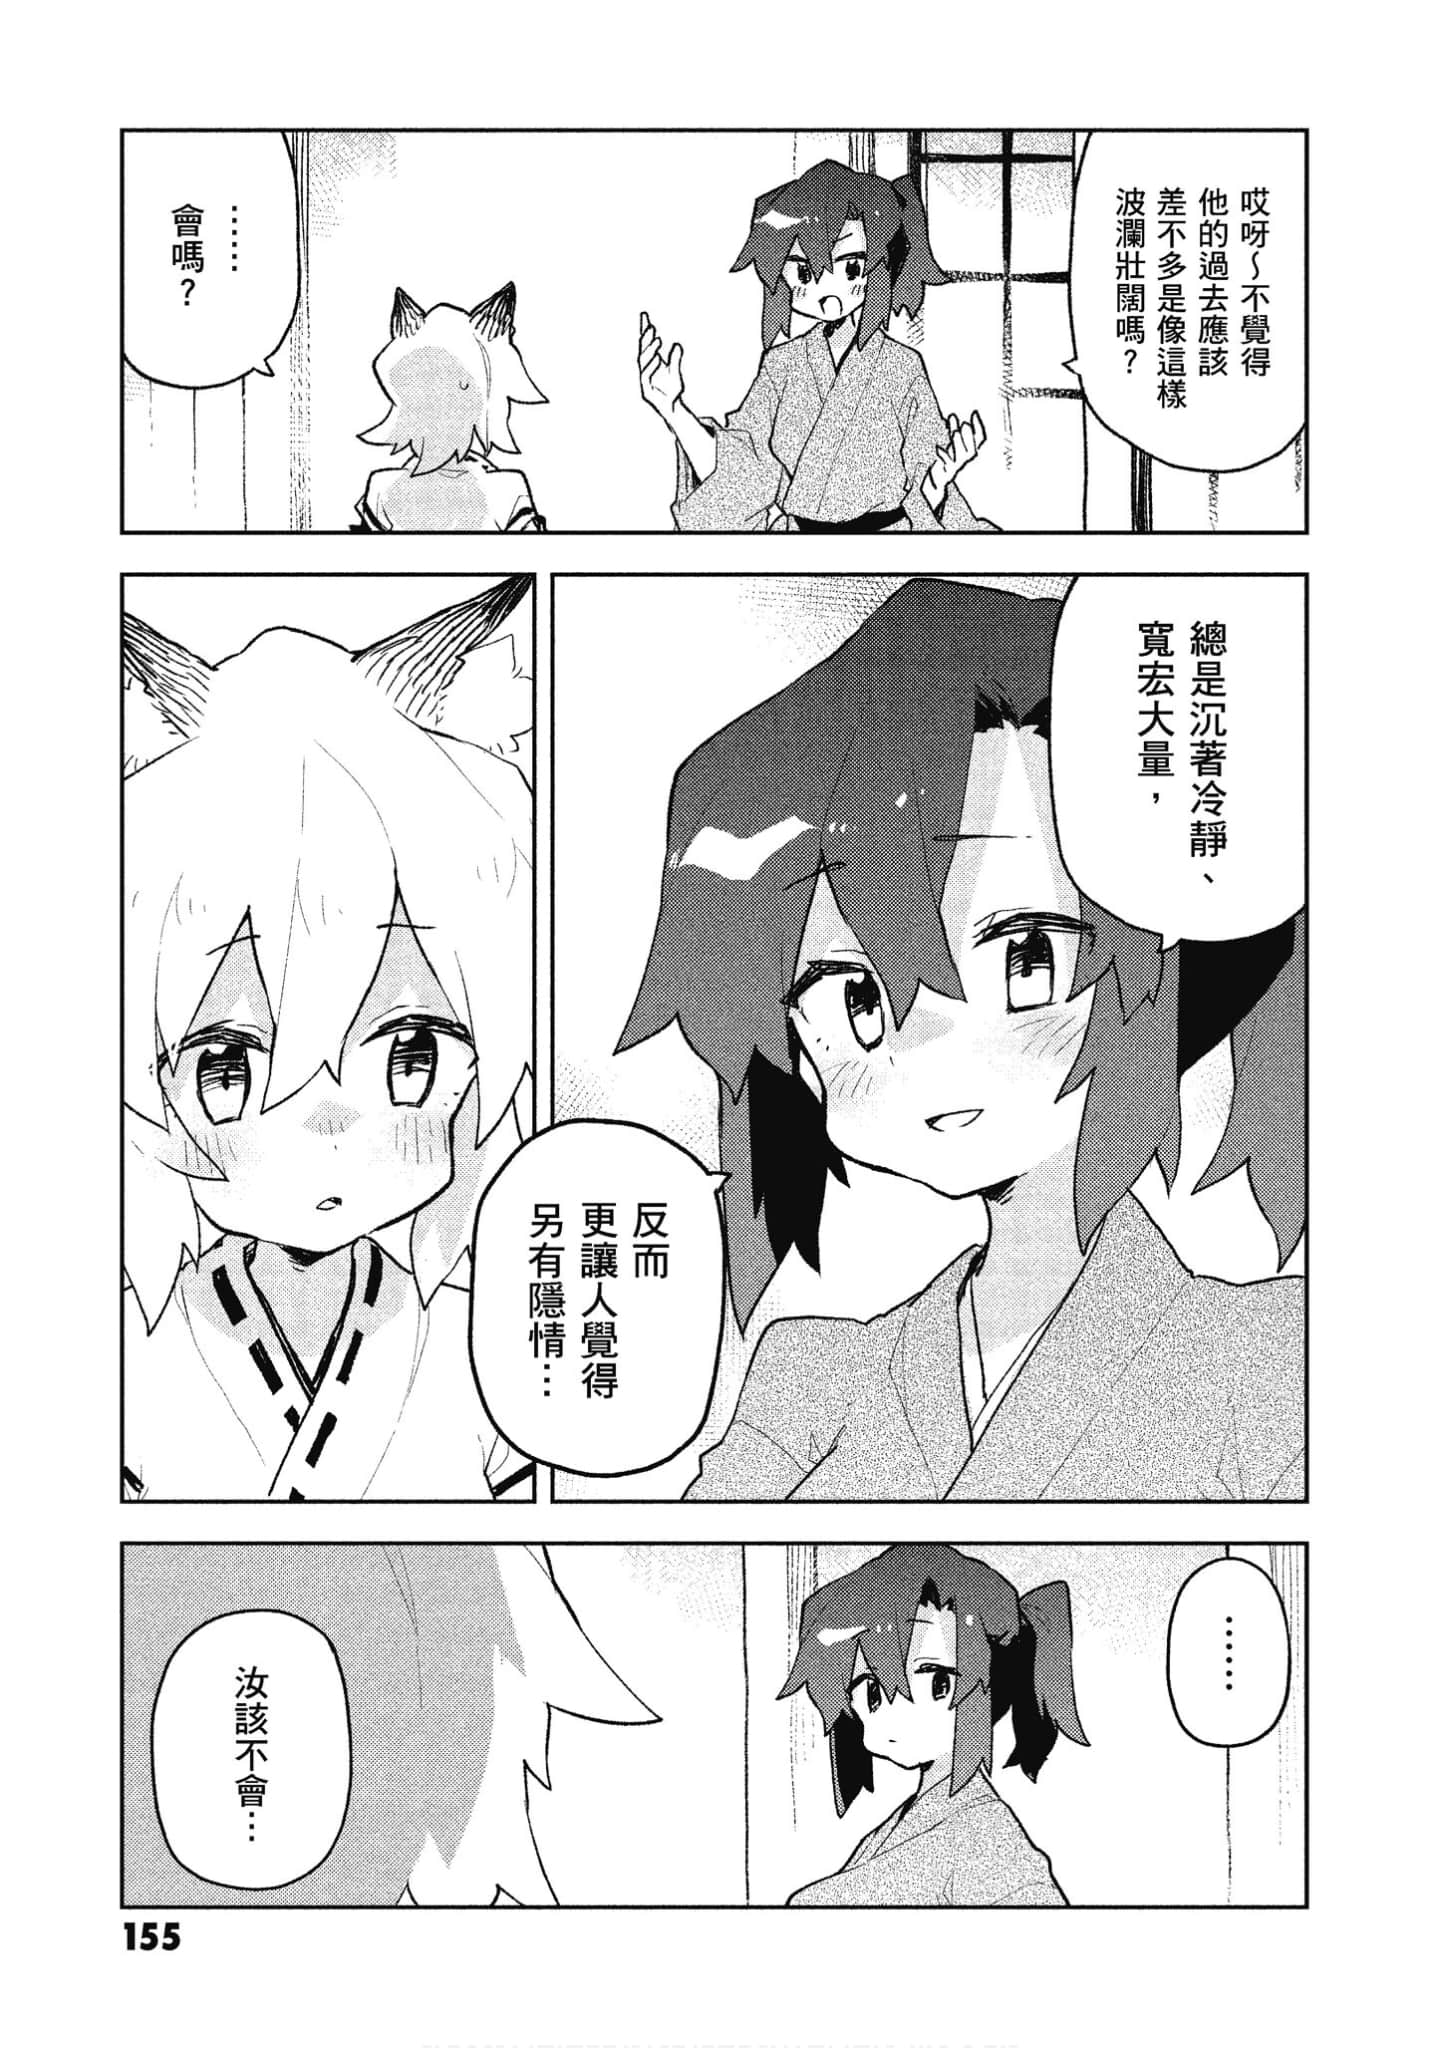 哎呀～不覺得
他的過去應該
差不多是像這樣
波瀾壯闊嗎？
⋯⋯
會嗎？
總是沉著冷靜、
寬宏大量，
反而
更讓人覺得
另有隱情⋯
⋯⋯
汝該不會⋯
155